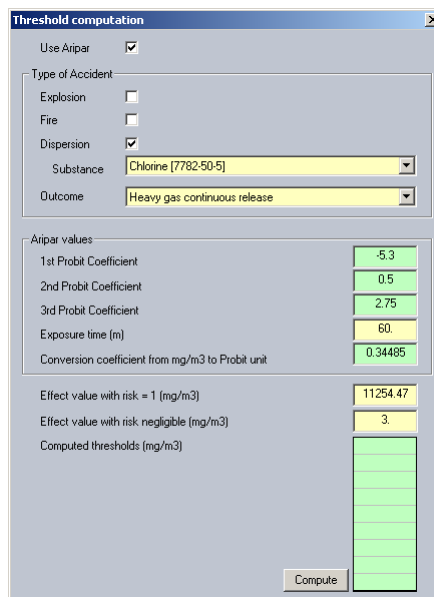 Threshold computation
Use Aripar
Type of Accident
Explosion
Fire
Dispersion
Substance Chlorine [7782-50-5]
Outcome Heavy gas continuous release
Aripar values
1st Probit Coefficient -5.3
2nd Probit Coefficient 0.5
3rd Probit Coefficient 2.75
Exposure time (m) 60.
Conversion coefficient from mg/m3 to Probit unit 0.34485
Effect value with risk = 1 (mg/m3) 11254.47
Effect value with risk negligible (mg/m3) 3.
Computed thresholds (mg/m3)
Compute